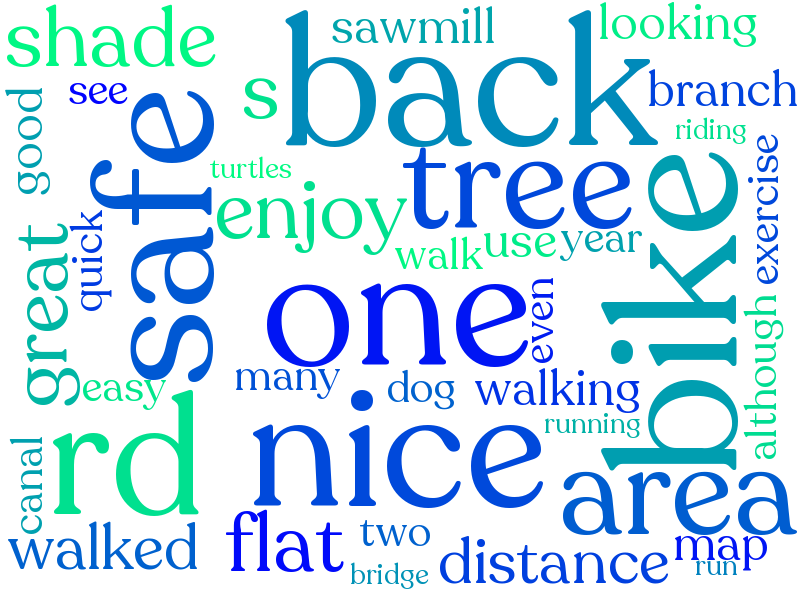 shade
sawmill
looking
see
s
back
branch
good
safe
riding
turtles
tree
exercise
enjoy
quick
great
walk
use
year
bike
one
even
although
easy
many
dog
walking
running
canal
rd
nice
area
walked
flat
two
distance
map
bridge
run